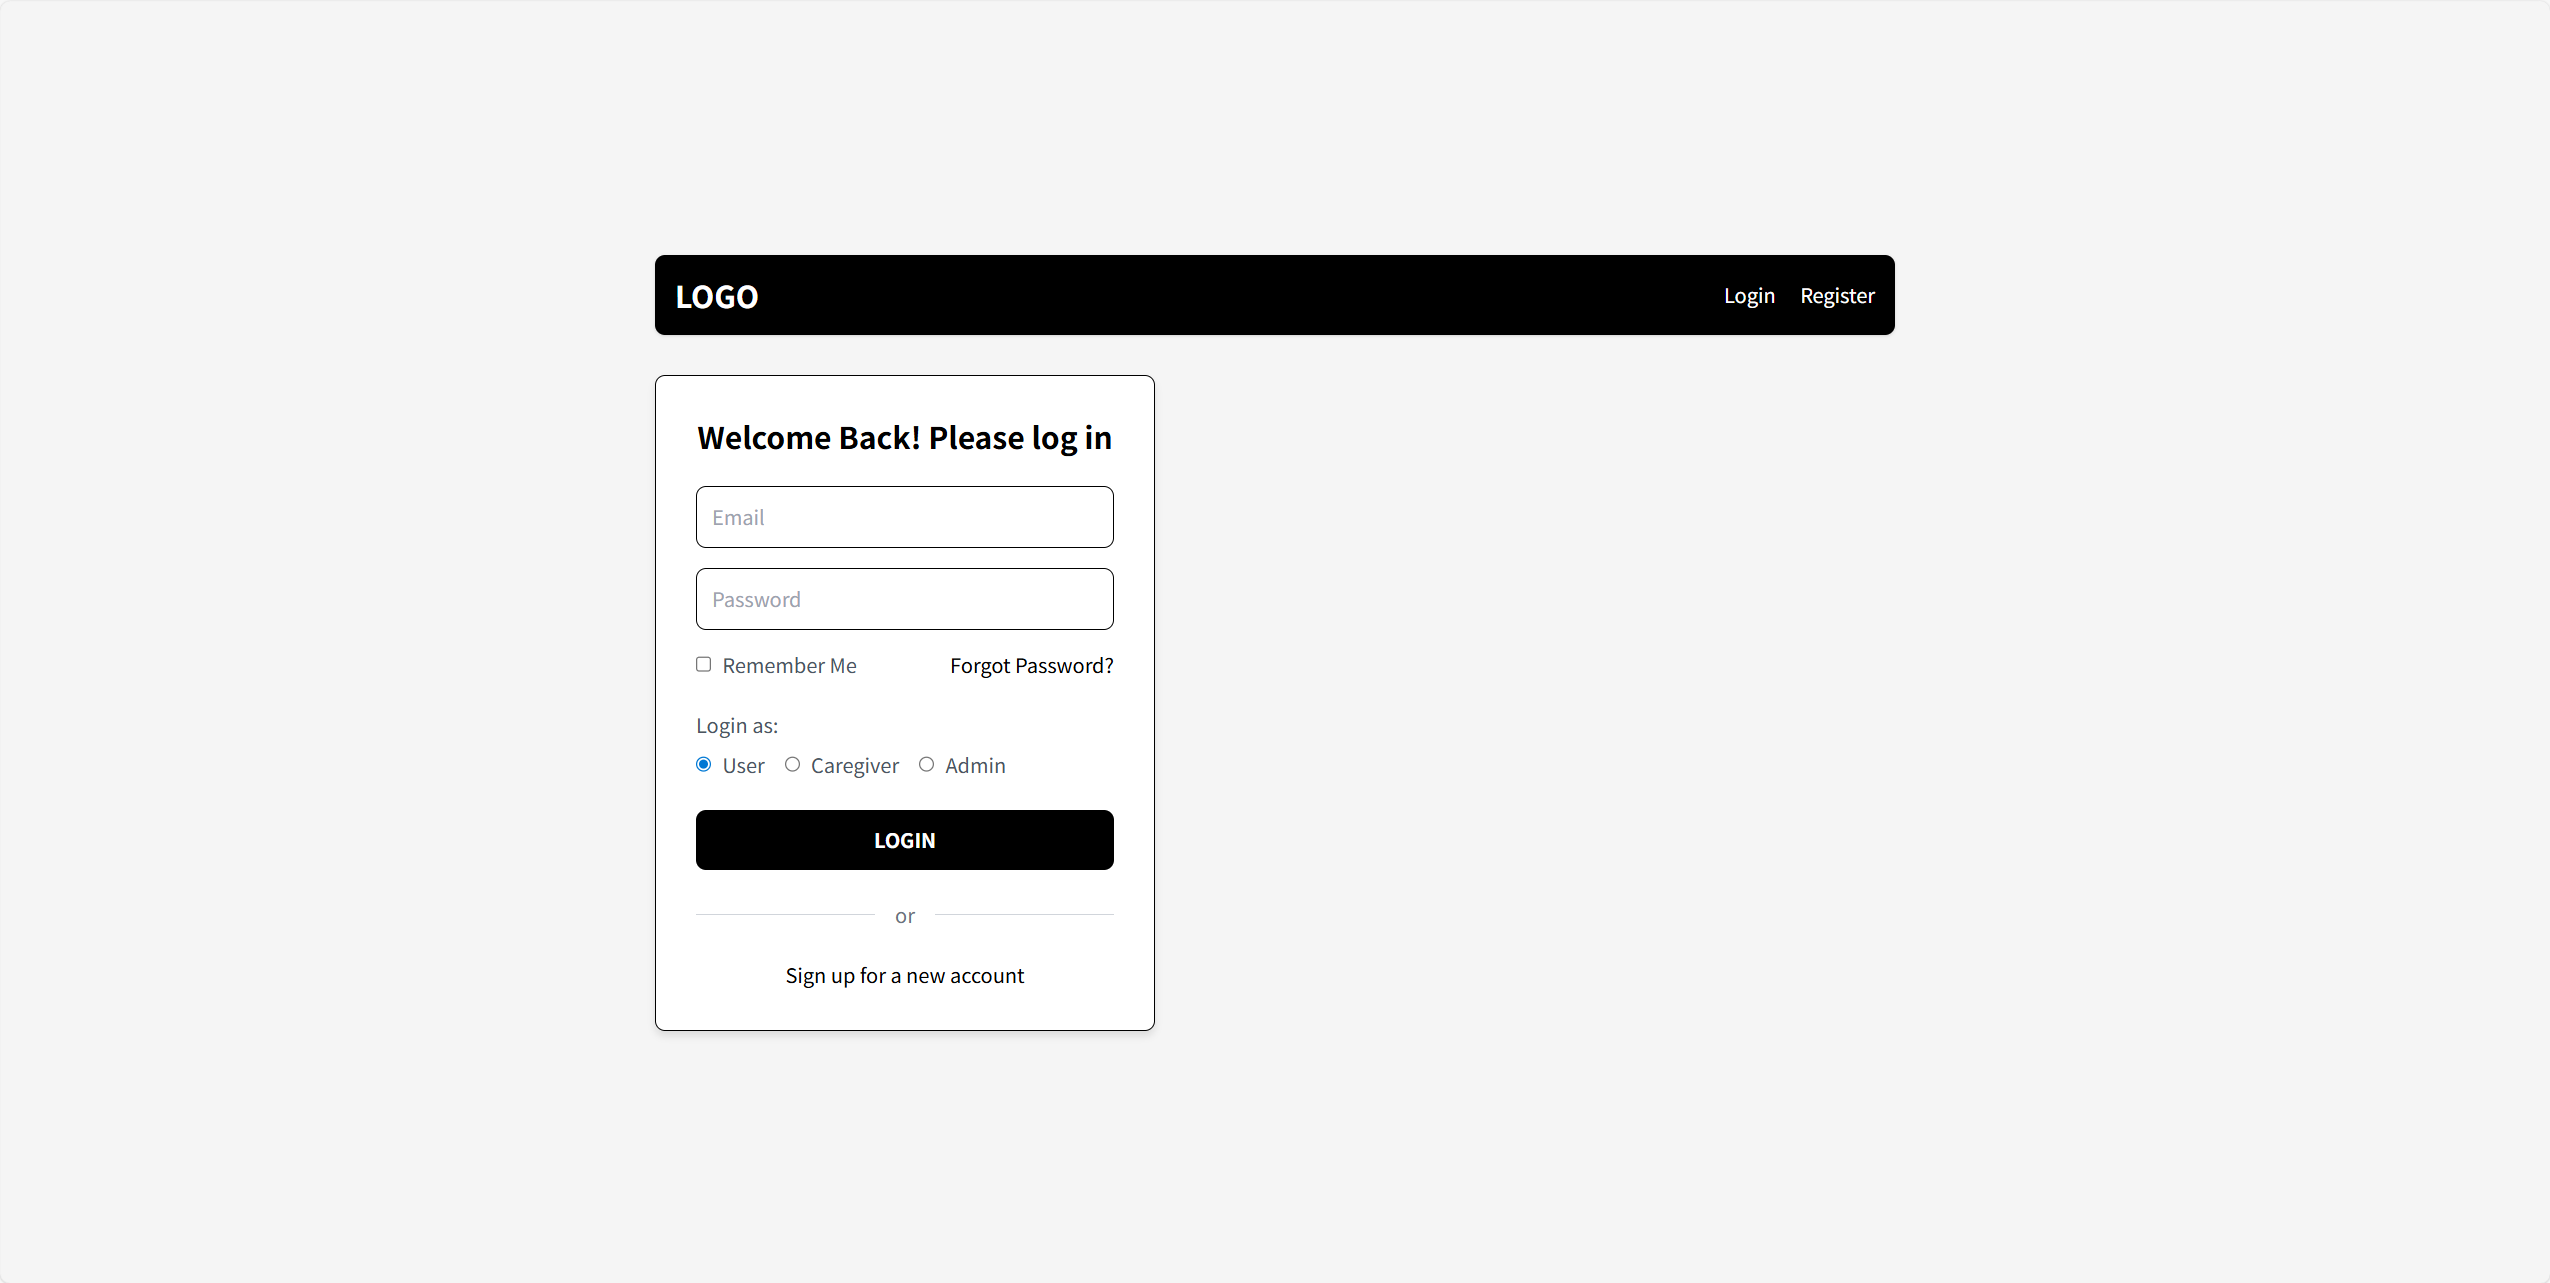 LOGO
Login Register
Welcome Back! Please log in
Email
Password
Remember Me Forgot Password?
Login as:
User Caregiver Admin
LOGIN
or
Sign up for a new account